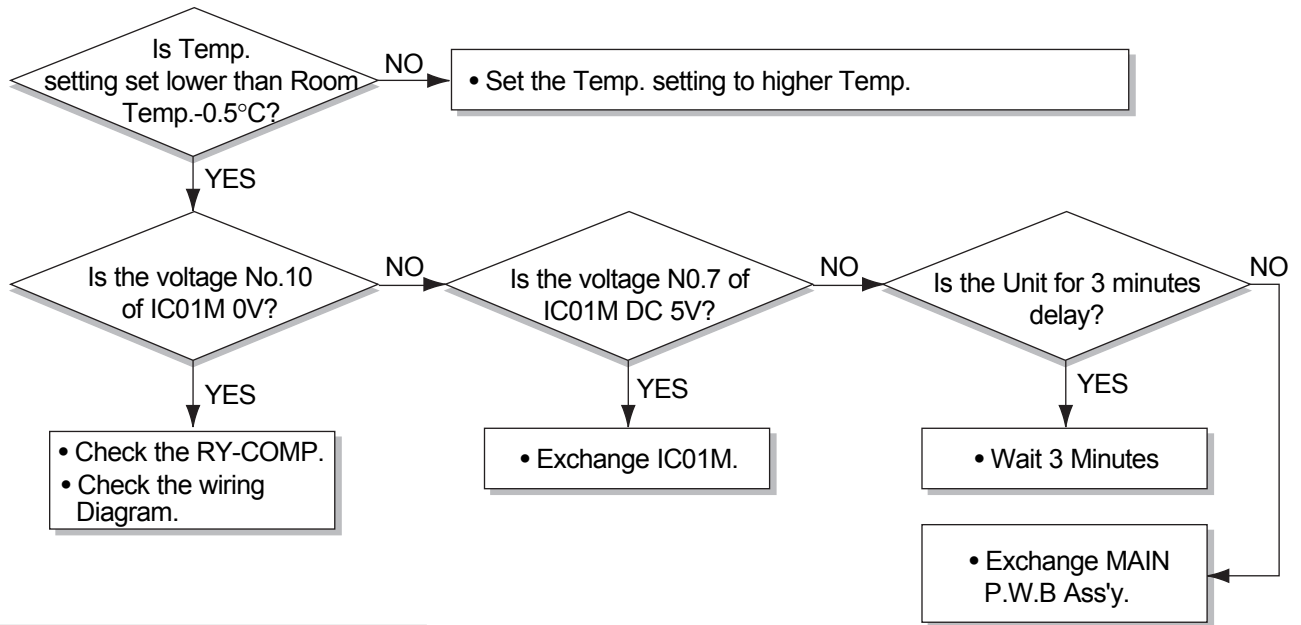 Is Temp.
setting set lower than Room
Temp.-0.5°C?
NO
• Set the Temp. setting to higher Temp.
YES
Is the voltage No.10
of IC01M 0V?
NO
Is the voltage N0.7 of
IC01M DC 5V?
NO
Is the Unit for 3 minutes
delay?
NO
YES
YES
YES
• Check the RY-COMP.
• Check the wiring
Diagram.
• Exchange IC01M.
• Wait 3 Minutes
• Exchange MAIN
P.W.B Ass'y.